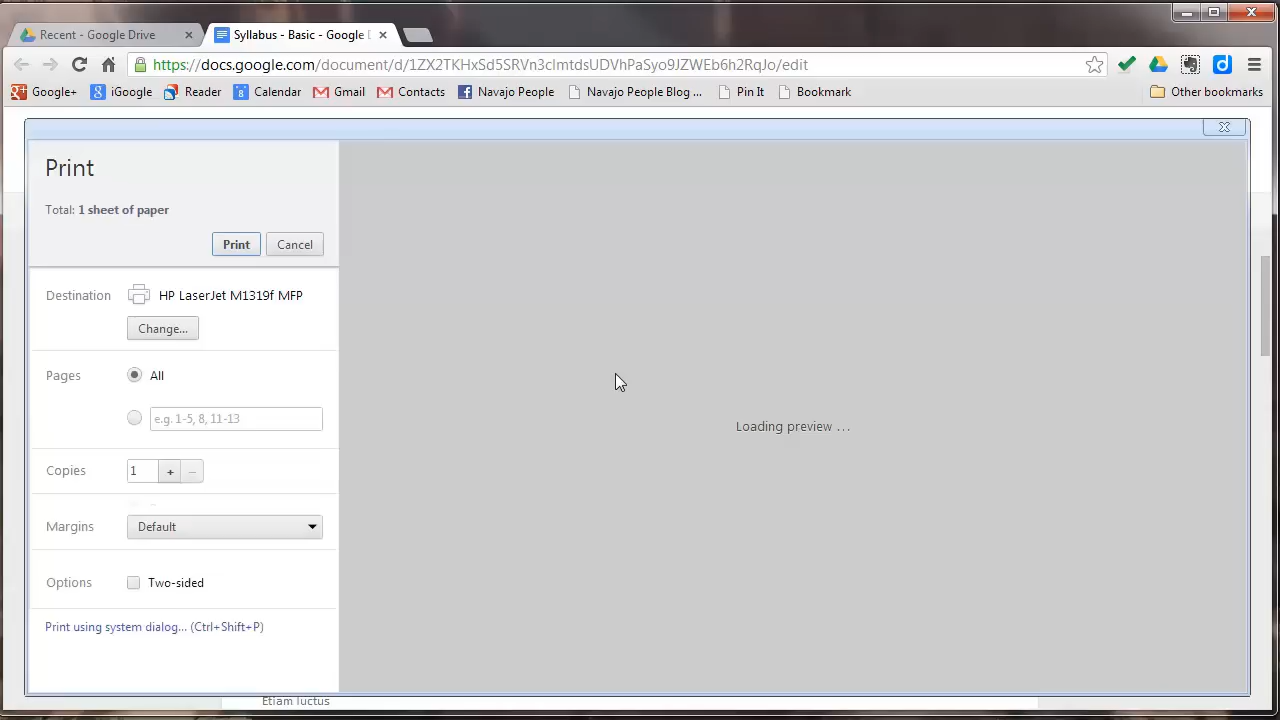 Recent - Google Drive
Syllabus - Basic - Google
https://docs.google.com/document/d/1ZX2TKHxSd5SRVn3clmtdsUDVhPaSyo9JZWEb6h2RqJo/edit
Google+ iGoogle Reader Calendar Gmail Contacts Navajo People Navajo People Blog ... Pin It Bookmark Other bookmarks
Print
Total: 1 sheet of paper
Print Cancel
Destination HP LaserJet M1319f MFP
Change...
Pages All
e.g. 1-5, 8, 11-13
Loading preview ...
Copies 1 + -
Margins Default
Options Two-sided
Print using system dialog... (Ctrl+Shift+P)
Etiam luctus